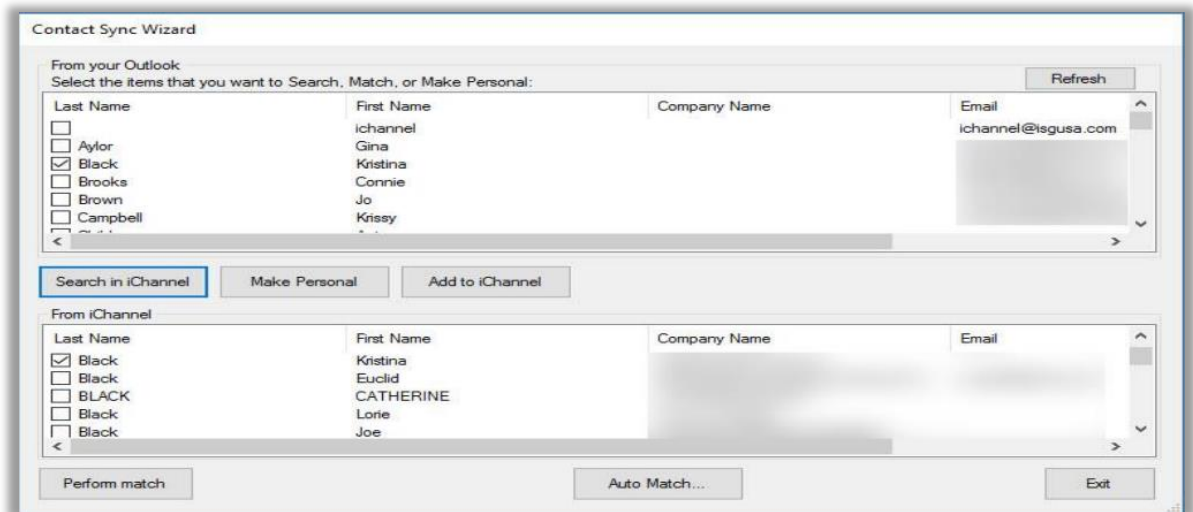 Contact Sync Wizard
From your Outlook
Select the items that you want to Search, Match, or Make Personal:
Refresh
Last Name First Name Company Name Email
ichannel ichannel@isgusa.com
Aylor Gina
Black Kristina
Brooks Connie
Brown Jo
Campbell Krissy
Search in iChannel Make Personal Add to iChannel
From iChannel
Last Name First Name Company Name Email
Black Kristina
Black Euclid
BLACK CATHERINE
Black Lorie
Black Joe
Perform match Auto Match... Exit